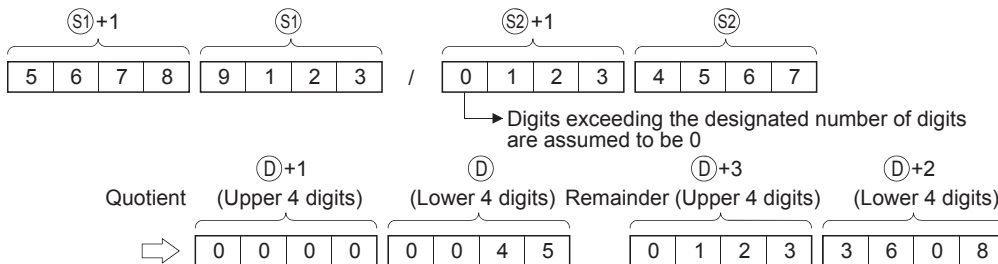 S1+1 S1 S2+1 S2
5 6 7 8 9 1 2 3 / 0 1 2 3 4 5 6 7
Digits exceeding the designated number of digits
are assumed to be 0
D+1 D D+3 D+2
Quotient (Upper 4 digits) (Lower 4 digits) Remainder (Upper 4 digits) (Lower 4 digits)
0 0 0 0 0 0 4 5 0 1 2 3 3 6 0 8